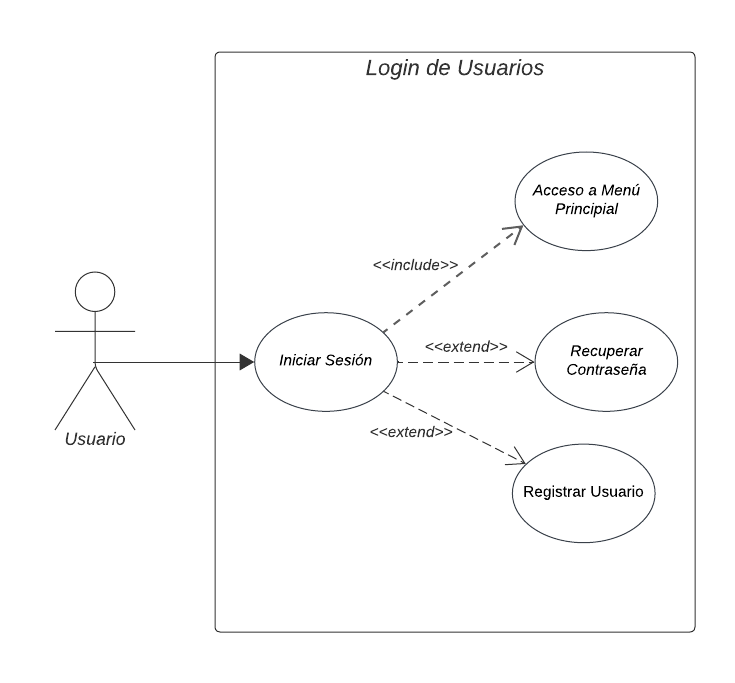 Login de Usuarios
Acceso a Menú
Principial
<<include>>
<<extend>>
Iniciar Sesión
Recuperar
Contraseña
<<extend>>
Usuario
Registrar Usuario